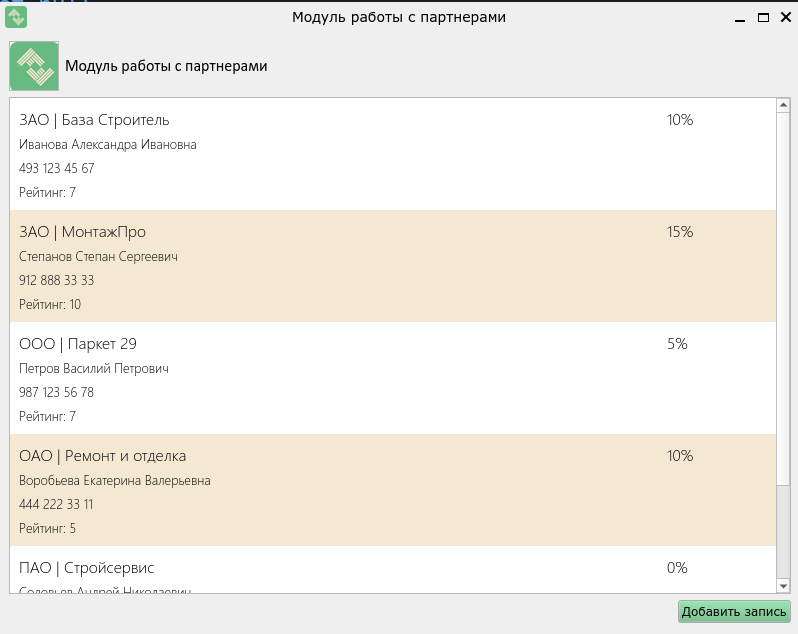 Модуль работы с партнерами
Модуль работы с партнерами
ЗАО | База Строитель 10%
Иванова Александра Ивановна
493 123 45 67
Рейтинг: 7
ЗАО | МонтажПро 15%
Степанов Степан Сергеевич
912 888 33 33
Рейтинг: 10
ООО | Паркет 29 5%
Петров Василий Петрович
987 123 56 78
Рейтинг: 7
ОАО | Ремонт и отделка 10%
Воробьева Екатерина Валерьевна
444 222 33 11
Рейтинг: 5
ПАО | Стройсервис 0%
Соловьев Андрей Николаевич
Добавить запись